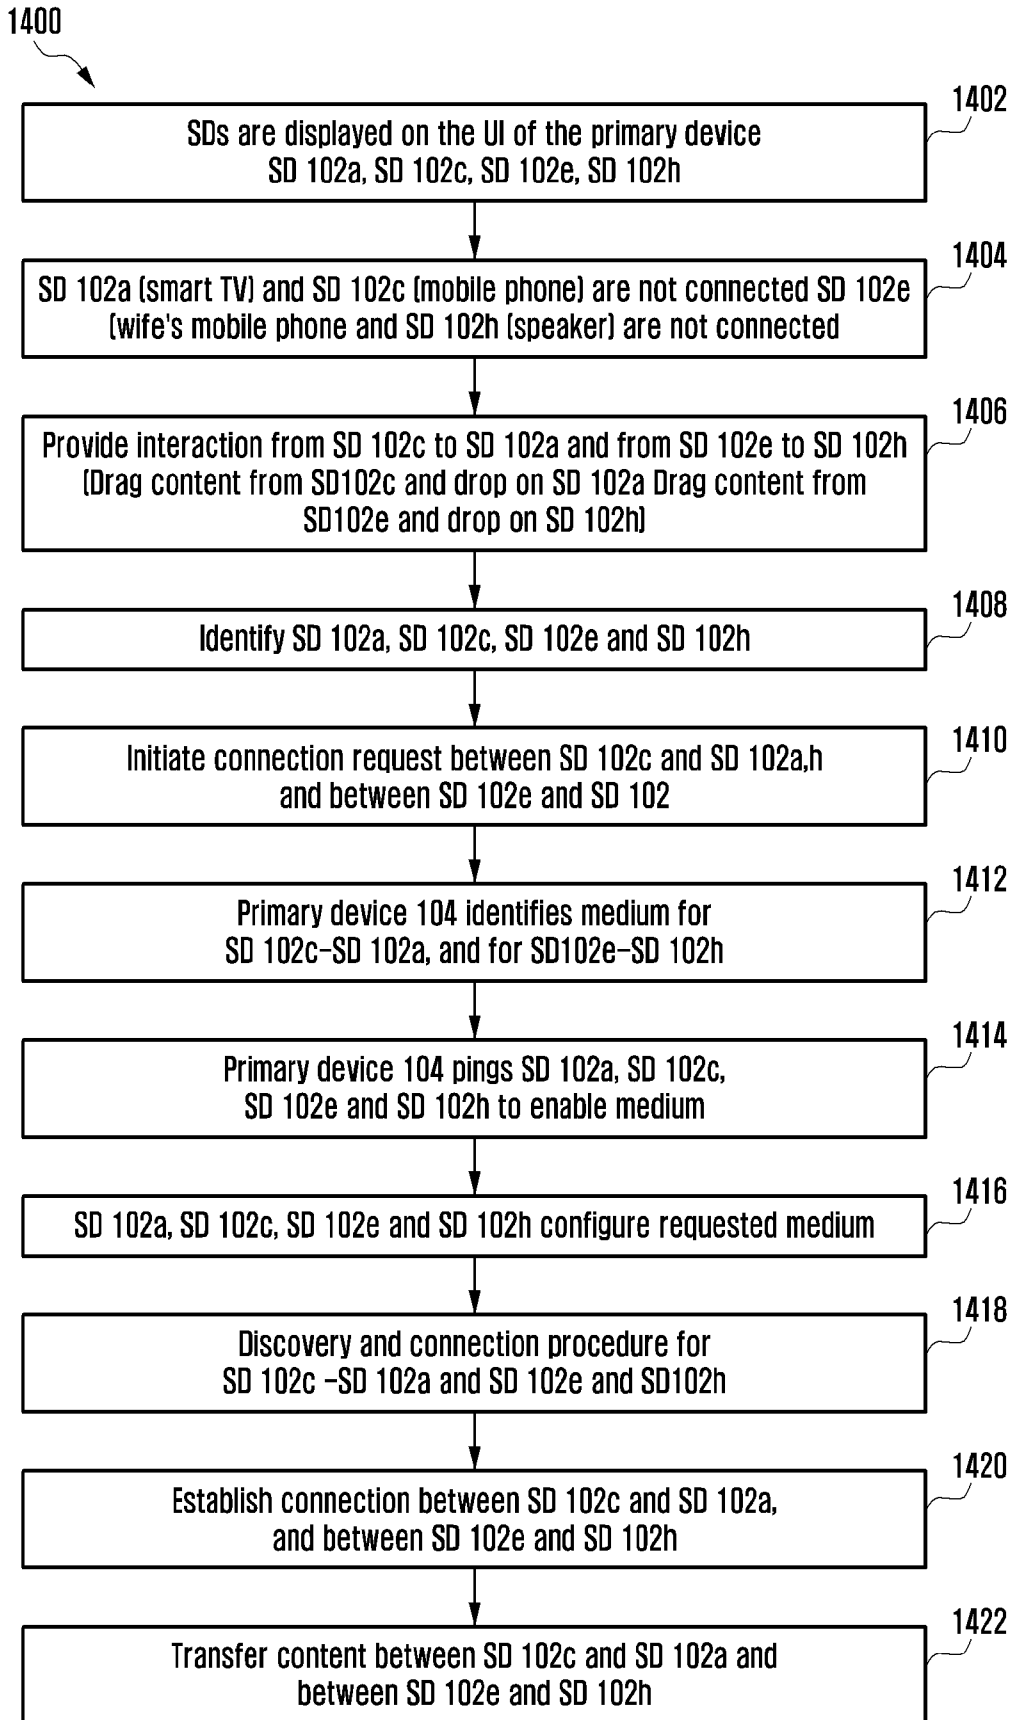 1400
1402
SDs are displayed on the UI of the primary device
SD 102a, SD 102c, SD 102e, SD 102h
1404
SD 102a (smart TV) and SD 102c (mobile phone) are not connected SD 102e
(wife's mobile phone and SD 102h (speaker) are not connected
1406
Provide interaction from SD 102c to SD 102a and from SD 102e to SD 102h
(Drag content from SD102c and drop on SD 102a Drag content from
SD102e and drop on SD 102h)
1408
Identify SD 102a, SD 102c, SD 102e and SD 102h
1410
Initiate connection request between SD 102c and SD 102a,h
and between SD 102e and SD 102
1412
Primary device 104 identifies medium for
SD 102c-SD 102a, and for SD102e-SD 102h
1414
Primary device 104 pings SD 102a, SD 102c,
SD 102e and SD 102h to enable medium
1416
SD 102a, SD 102c, SD 102e and SD 102h configure requested medium
1418
Discovery and connection procedure for
SD 102c -SD 102a and SD 102e and SD102h
1420
Establish connection between SD 102c and SD 102a,
and between SD 102e and SD 102h
1422
Transfer content between SD 102c and SD 102a and
between SD 102e and SD 102h